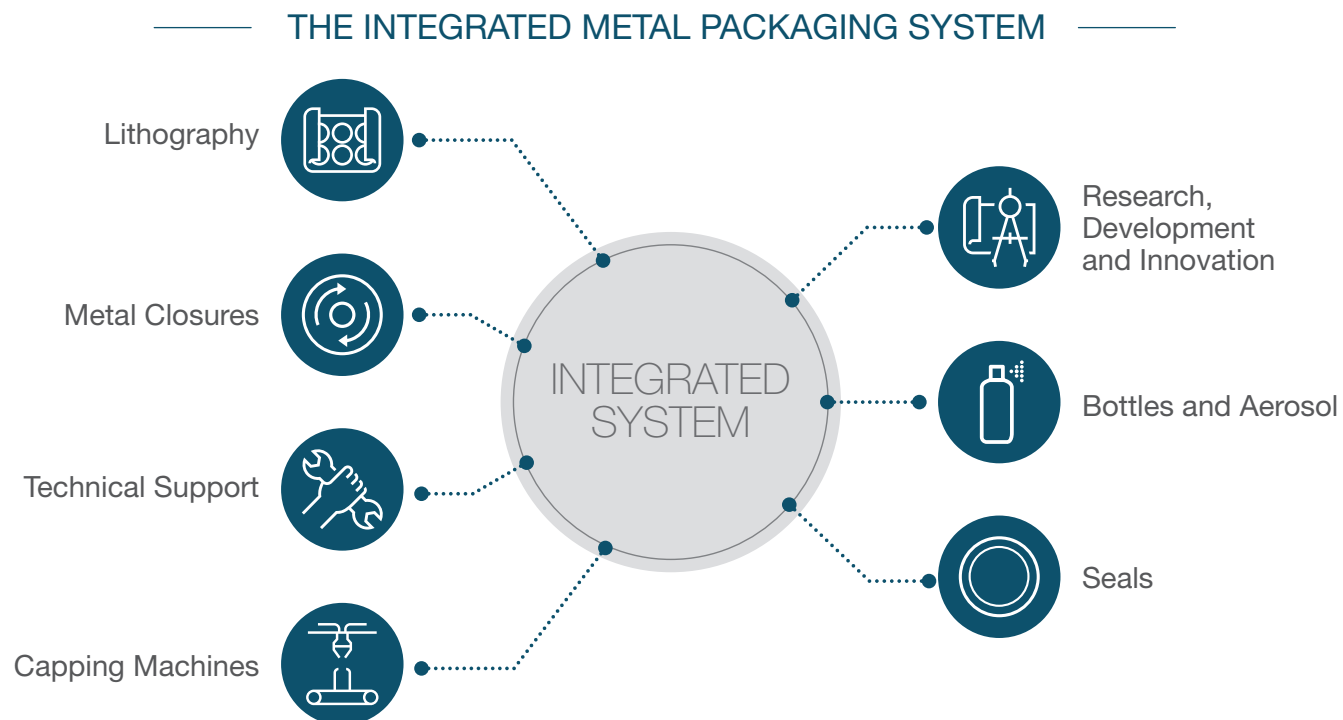 THE INTEGRATED METAL PACKAGING SYSTEM
Lithography
Metal Closures
Technical Support
Capping Machines
INTEGRATED
SYSTEM
Research,
Development
and Innovation
Bottles and Aerosol
Seals